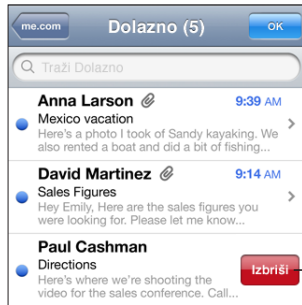 me.com
Dolazno (5)
OK
Traži Dolazno
Anna Larson
9:39 AM
Mexico vacation
Here's a photo I took of Sandy kayaking. We
also rented a boat and did a bit of fishing...
David Martinez
9:14 AM
Sales Figures
Hey Emily, Here are the sales figures you
were looking for. Please let me know...
Paul Cashman
Directions
Izbriši
Here's where we're shooting the
video for the sales conference. Call...